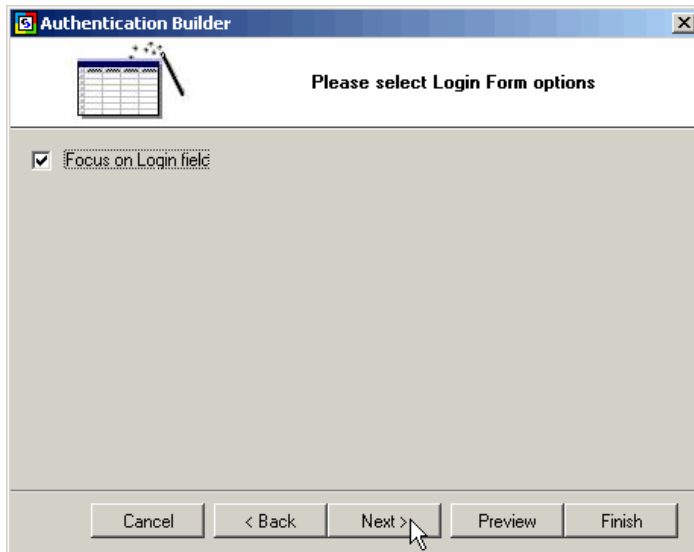 Authentication Builder
Please select Login Form options
Focus on Login field
Cancel
< Back
Next >
Preview
Finish